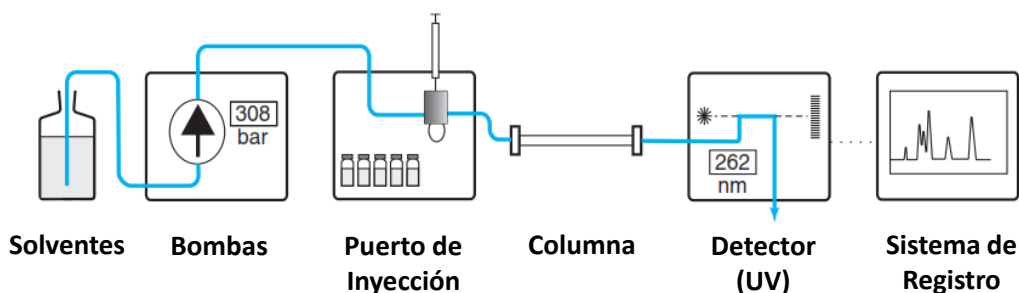 308
bar
262
nm
Solventes
Bombas
Puerto de
Inyección
Columna
Detector
(UV)
Sistema de
Registro